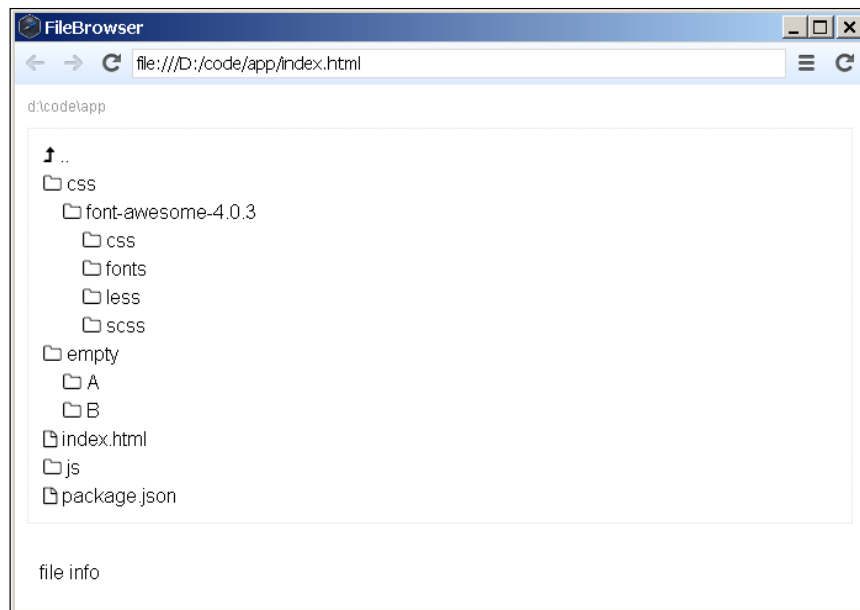 FileBrowser
file:///D:/code/app/index.html
d:\code\app
..
css
font-awesome-4.0.3
css
fonts
less
scss
empty
A
B
index.html
js
package.json
file info